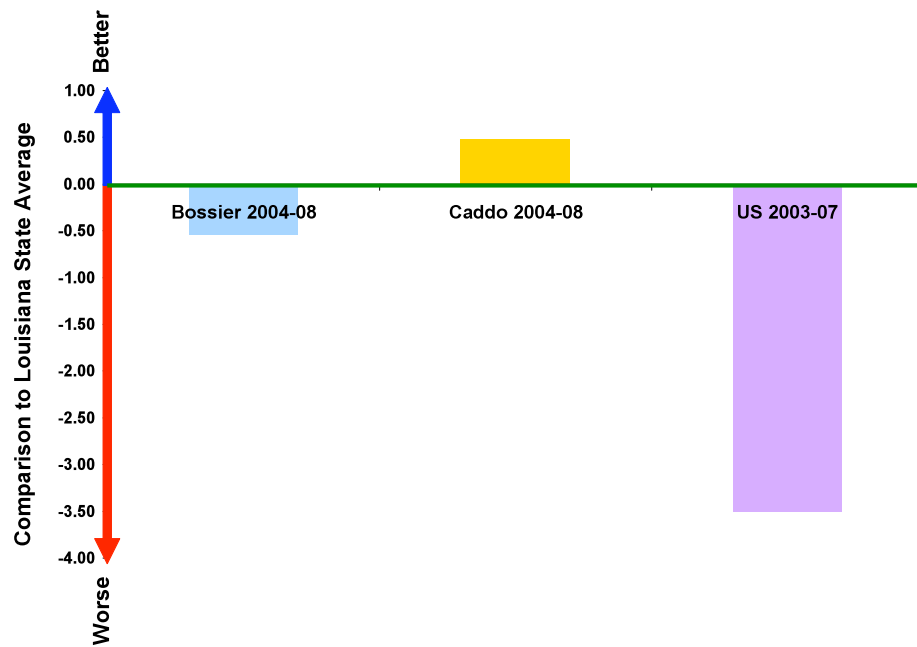 Better
1.00
0.50
0.00
-0.50
-1.00
-1.50
-2.00
-2.50
-3.00
-3.50
-4.00
Worse
Comparison to Louisiana State Average
Bossier 2004-08
Caddo 2004-08
US 2003-07